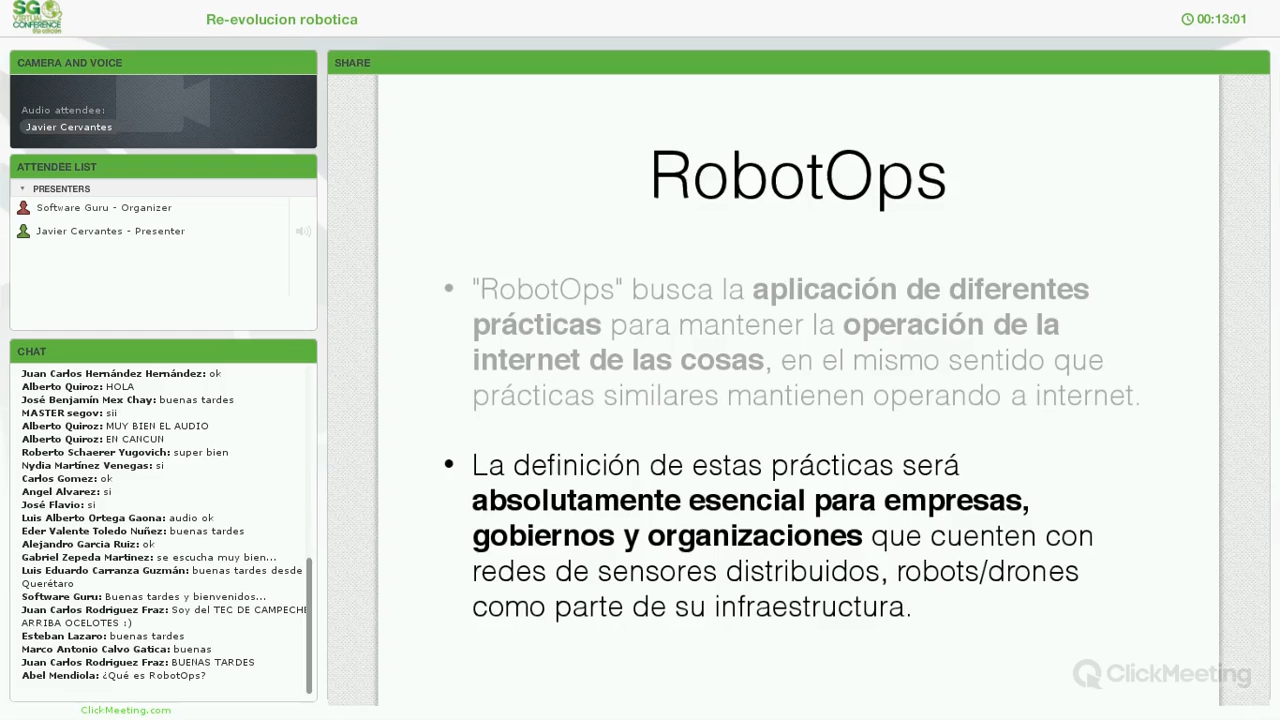 SG
VIRTUAL
CONFERENCE
Re-evolucion robotica
00:13:01
CAMERA AND VOICE
Audio attendee:
Javier Cervantes
ATTENDEE LIST
PRESENTERS
Software Guru - Organizer
Javier Cervantes - Presenter
CHAT
Juan Carlos Hernández Hernández: ok
Alberto Quiroz: HOLA
José Benjamín Mex Chay: buenas tardes
MASTER segov: sii
Alberto Quiroz: MUY BIEN EL AUDIO
Alberto Quiroz: EN CANCUN
Roberto Schaerer Yugovich: super bien
Nydia Martínez Venegas: si
Carlos Gomez: ok
Angel Alvarez: si
José Flavio: si
Luis Alberto Ortega Gaona: audio ok
Eder Valente Toledo Nuñez: buenas tardes
Alejandro Garcia Ruiz: ok
Gabriel Zepeda Martinez: se escucha muy bien...
Luis Eduardo Carranza Guzmán: buenas tardes desde
Querétaro
Software Guru: Buenas tardes y bienvenidos...
Juan Carlos Rodriguez Fraz: Soy del TEC DE CAMPECHE
ARRIBA OCELOTES :)
Esteban Lazaro: buenas tardes
Marco Antonio Calvo Gatica: buenas
Juan Carlos Rodriguez Fraz: BUENAS TARDES
Abel Mendiola: ¿Qué es RobotOps?
ClickMeeting.com
SHARE
RobotOps
• "RobotOps" busca la aplicación de diferentes
prácticas para mantener la operación de la
internet de las cosas, en el mismo sentido que
prácticas similares mantienen operando a internet.
• La definición de estas prácticas será
absolutamente esencial para empresas,
gobiernos y organizaciones que cuenten con
redes de sensores distribuidos, robots/drones
como parte de su infraestructura.
ClickMeeting